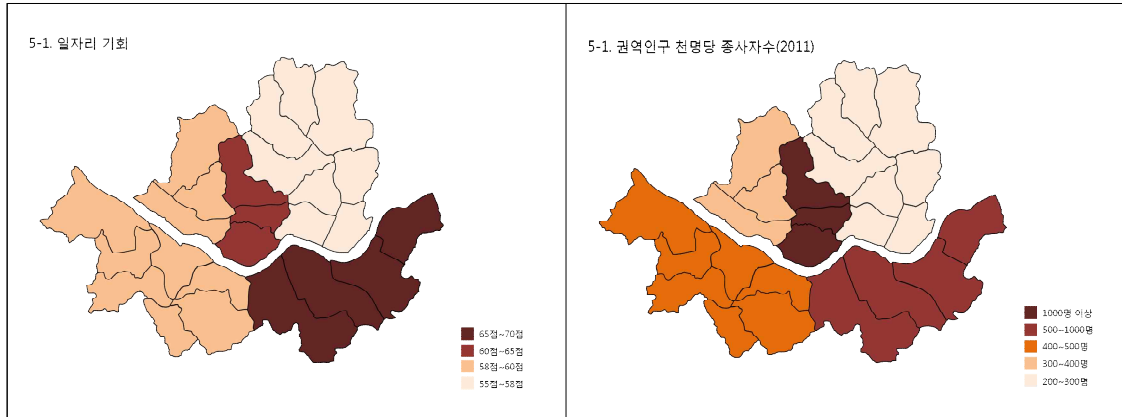 5-1. 일자리 기회
65점~70점
60점~65점
58점~60점
55점~58점
5-1. 권역인구 천명당 종사자수(2011)
1000명 이상
500~1000명
400~500명
300~400명
200~300명